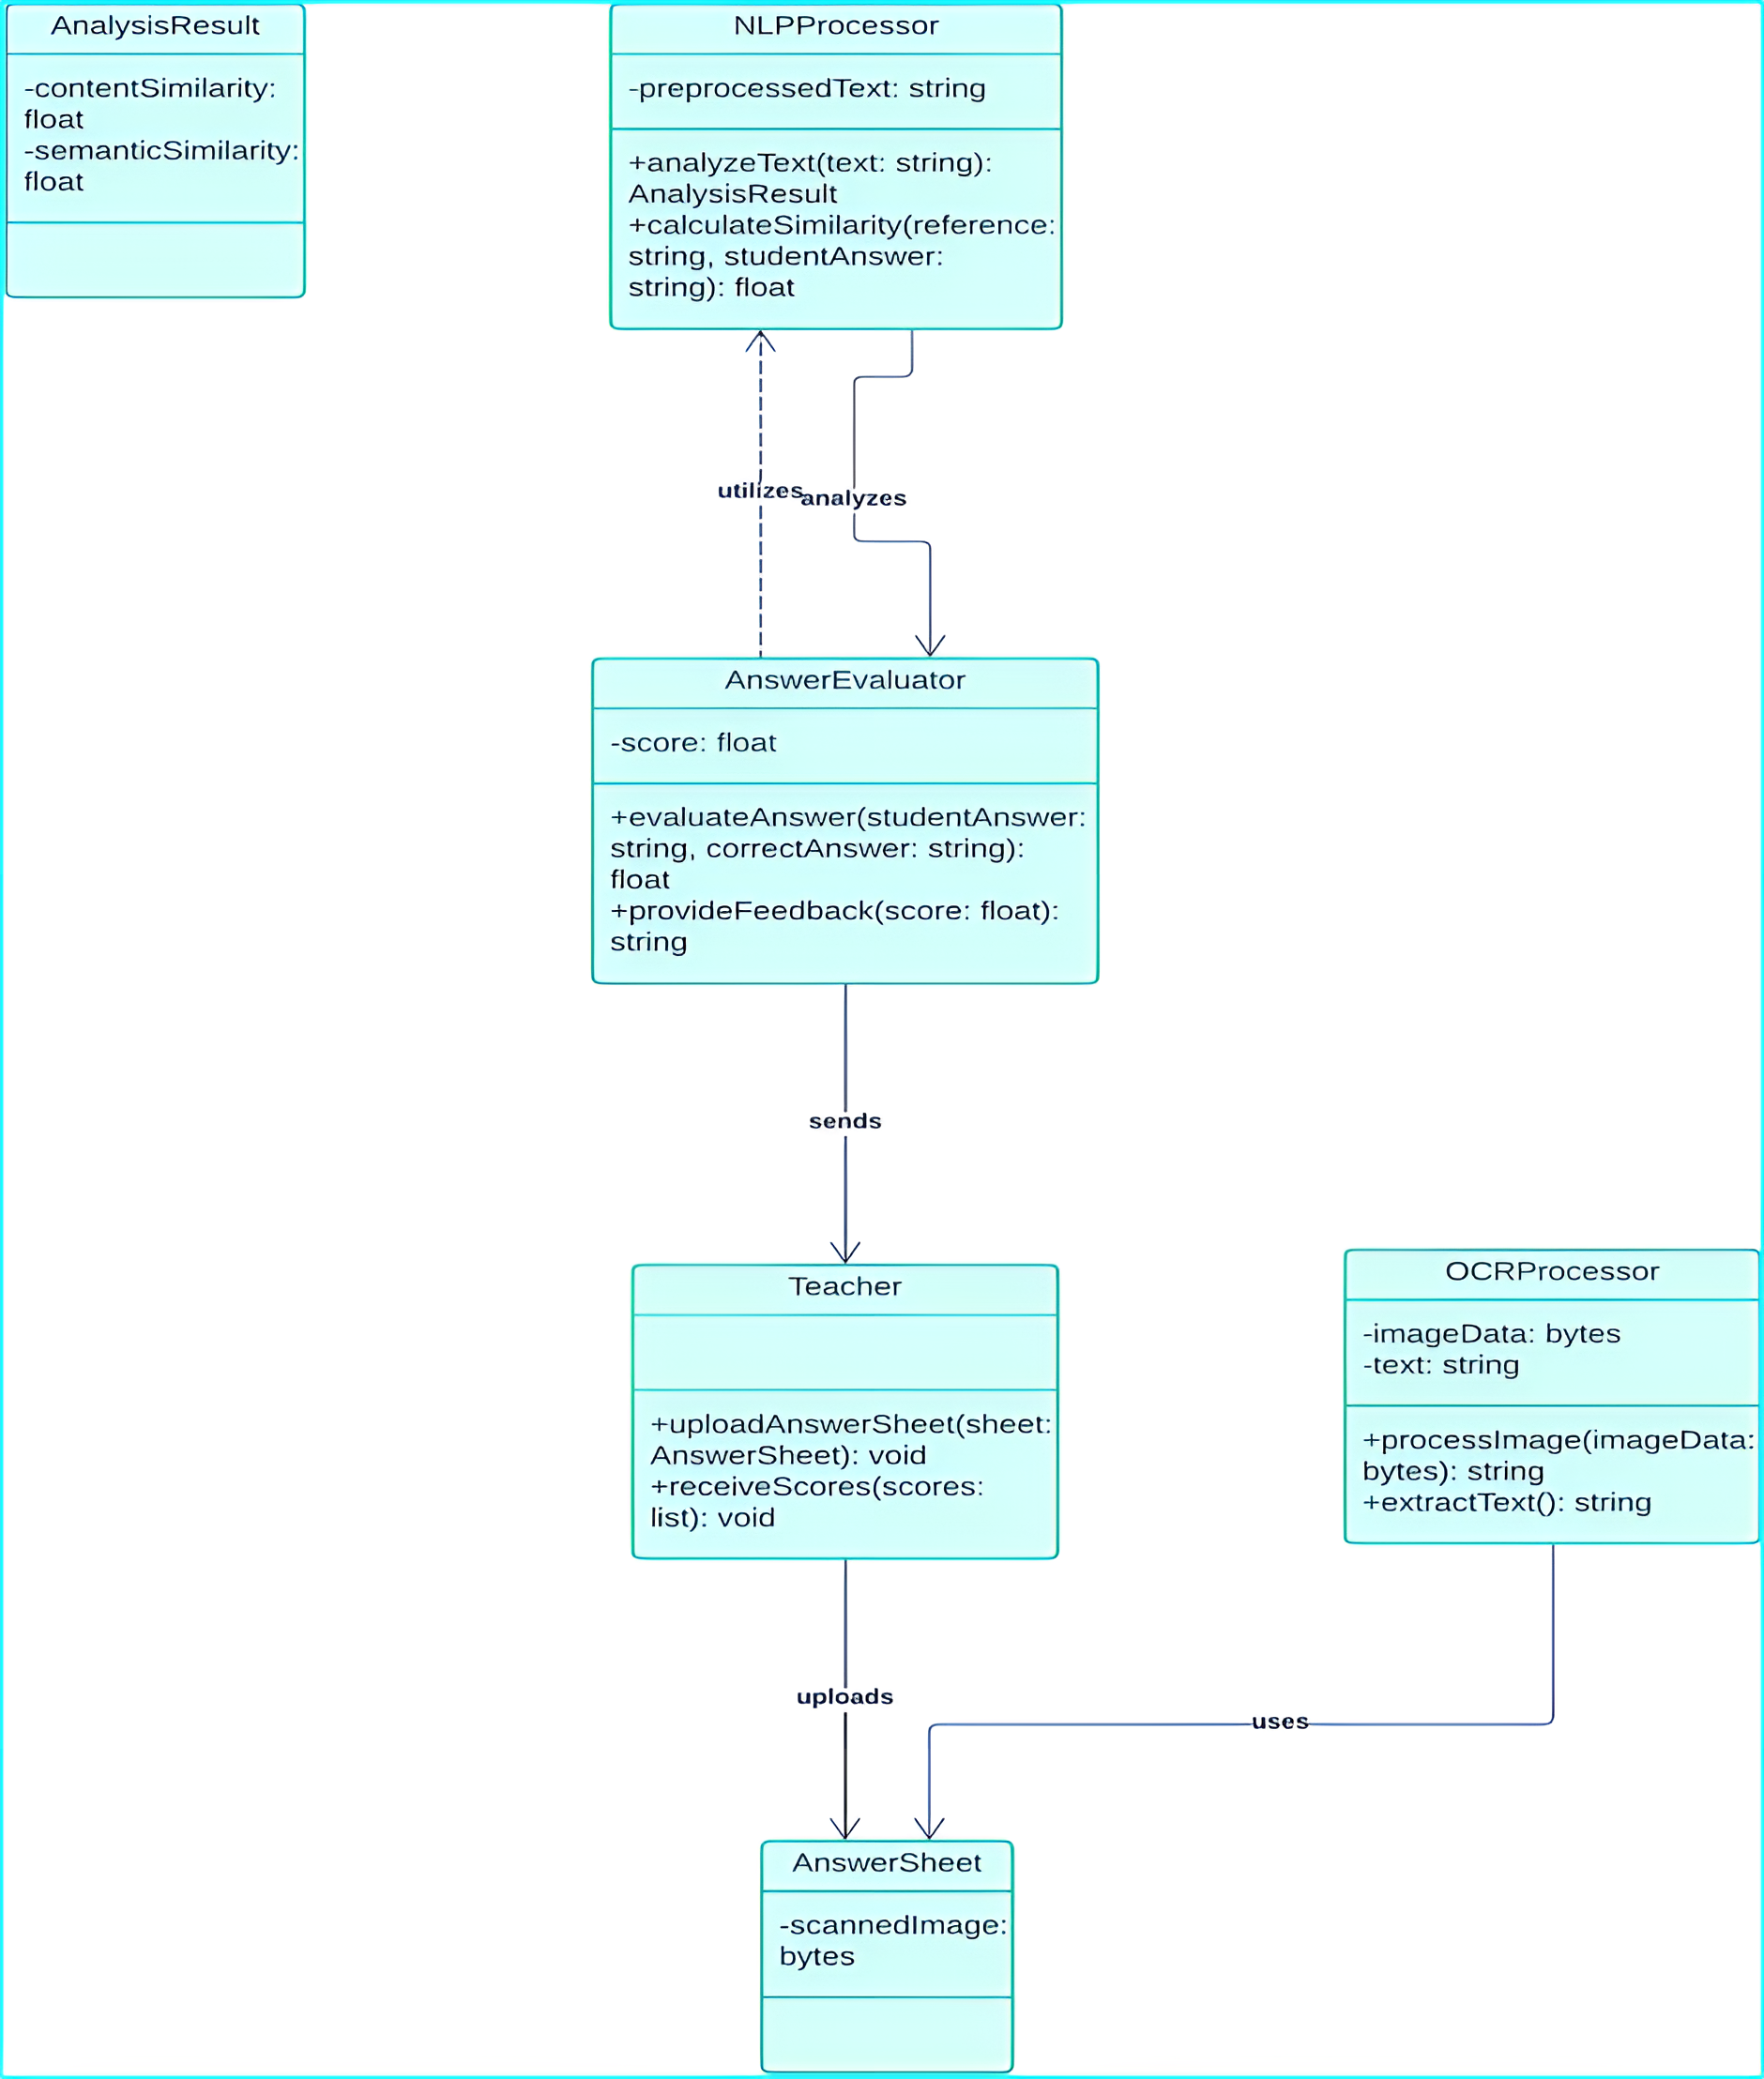 AnalysisResult
-contentSimilarity:
float
-semanticSimilarity:
float
NLPProcessor
-preprocessedText: string
+analyzeText(text: string):
AnalysisResult
+calculateSimilarity(reference:
string, studentAnswer:
string): float
utilizes
analyzes
AnswerEvaluator
-score: float
+evaluateAnswer(studentAnswer:
string, correctAnswer: string):
float
+provideFeedback(score: float):
string
sends
Teacher
+uploadAnswerSheet(sheet:
AnswerSheet): void
+receiveScores(scores:
list): void
OCRProcessor
-imageData: bytes
-text: string
+processImage(imageData:
bytes): string
+extractText(): string
uploads
uses
AnswerSheet
-scannedImage:
bytes